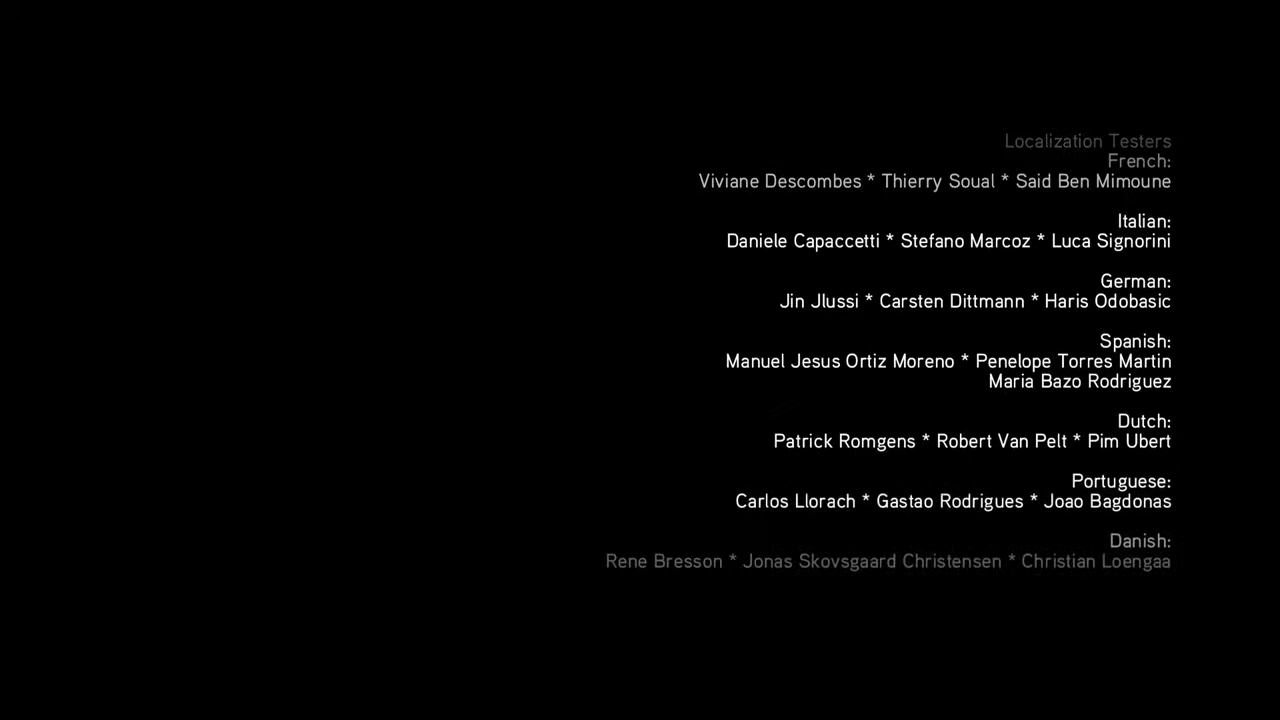 Localization Testers
French:
Viviane Descombes * Thierry Soual * Said Ben Mimoune
Italian:
Daniele Capaccetti * Stefano Marcoz * Luca Signorini
German:
Jin Jlussi * Carsten Dittmann * Haris Odobasic
Spanish:
Manuel Jesus Ortiz Moreno * Penelope Torres Martin
Maria Bazo Rodriguez
Dutch:
Patrick Romgens * Robert Van Pelt * Pim Ubert
Portuguese:
Carlos Llorach * Gastao Rodrigues * Joao Bagdonas
Danish:
Rene Bresson * Jonas Skovsgaard Christensen * Christian Loengaa